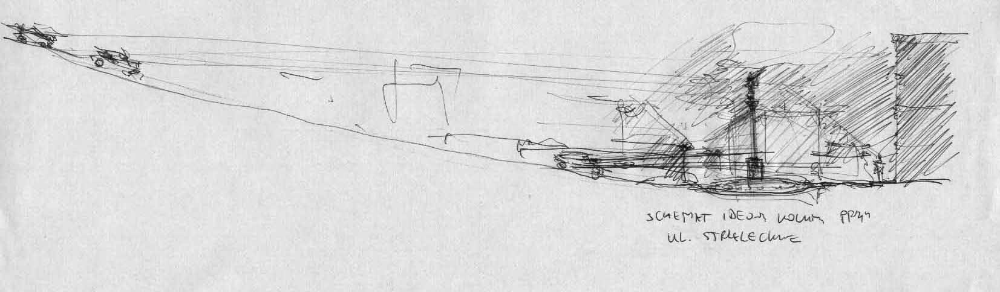 SCHEMAT IDEOWY KOLUMNY PRZY
UL. STRZELECKIEJ